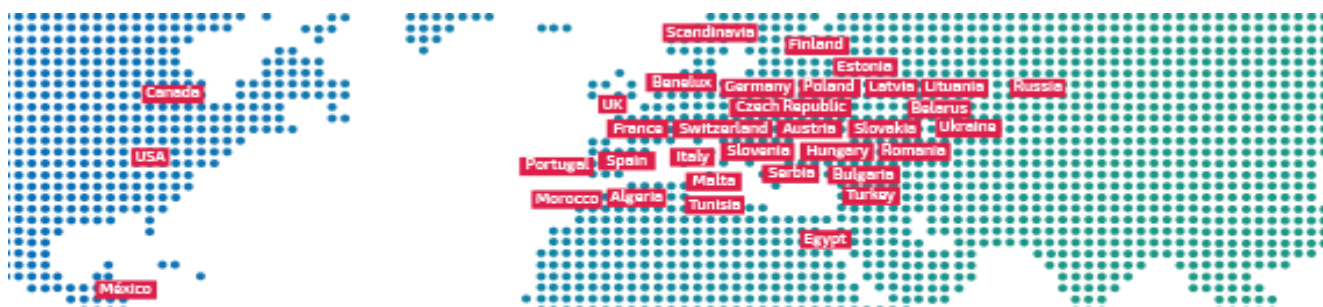 Scandinavia
Finland
Estonia
Benelux
Germany
Poland
Latvia
Lituania
Russia
Canada
UK
Czech Republic
Belarus
France
Switzerland
Austria
Slovakia
Ukraine
USA
Portugal
Spain
Italy
Slovenia
Hungary
Romania
Malta
Serbia
Bulgaria
Morocco
Algeria
Tunisia
Turkey
Egypt
México